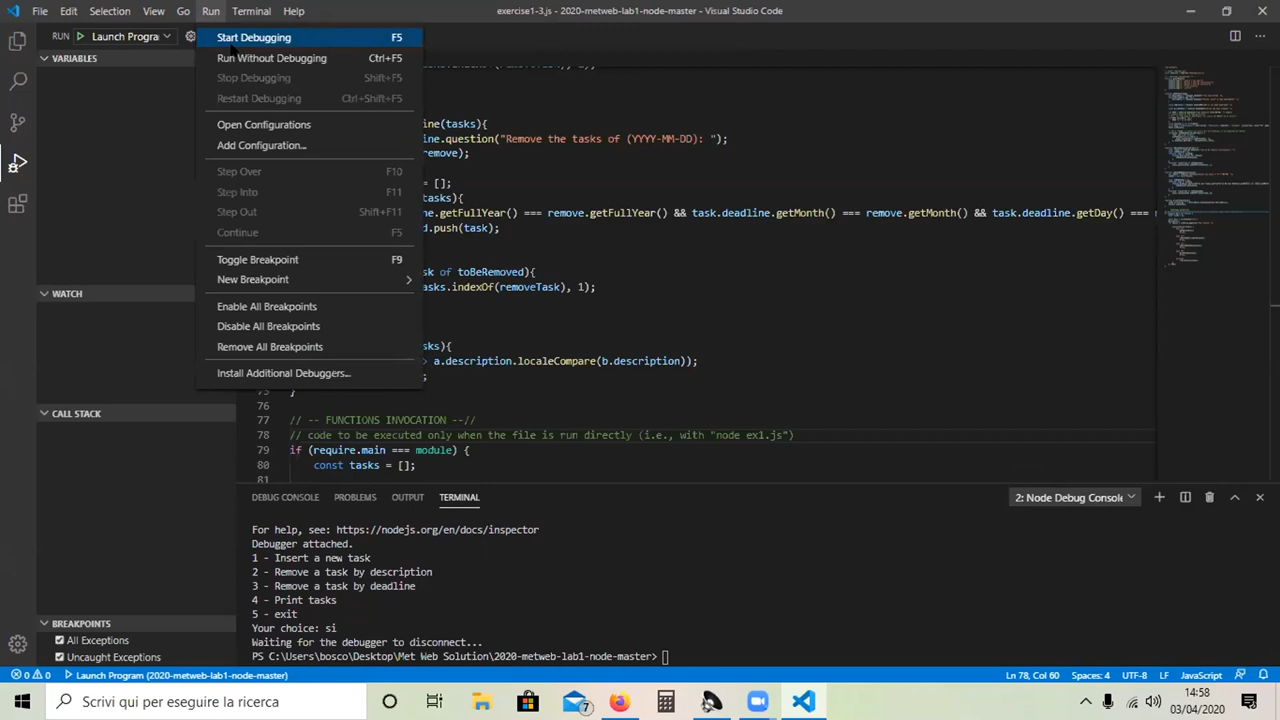 File Edit Selection View Go Run Terminal Help
exercise1-3.js - 2020-metweb-lab1-node-master - Visual Studio Code
RUN Launch Progra
VARIABLES
WATCH
CALL STACK
BREAKPOINTS
All Exceptions
Uncaught Exceptions
Start Debugging F5
Run Without Debugging Ctrl+F5
Stop Debugging Shift+F5
Restart Debugging Ctrl+Shift+F5
Open Configurations
Add Configuration...
Step Over F10
Step Into F11
Step Out Shift+F11
Continue F5
Toggle Breakpoint F9
New Breakpoint
Enable All Breakpoints
Disable All Breakpoints
Remove All Breakpoints
Install Additional Debuggers...
ine(tasks){
line.question("Remove the tasks of (YYYY-MM-DD): ");
emove);
= [];
tasks){
ne.getFullYear() === remove.getFullYear() && task.deadline.getMonth() === remove.getMonth() && task.deadline.getDay() === re
d.push(task);
sk of toBeRemoved){
asks.indexOf(removeTask), 1);
ks){
> a.description.localeCompare(b.description));
;
75 }
76
77 // -- FUNCTIONS INVOCATION --//
78 // code to be executed only when the file is run directly (i.e., with "node ex1.js")
79 if (require.main === module) {
80 const tasks = [];
81
DEBUG CONSOLE PROBLEMS OUTPUT TERMINAL
2: Node Debug Console
For help, see: https://nodejs.org/en/docs/inspector
Debugger attached.
1 - Insert a new task
2 - Remove a task by description
3 - Remove a task by deadline
4 - Print tasks
5 - exit
Your choice: si
Waiting for the debugger to disconnect...
PS C:\Users\bosco\Desktop\Met Web Solution\2020-metweb-lab1-node-master>
0 0 Launch Program (2020-metweb-lab1-node-master)
Ln 78, Col 60 Spaces: 4 UTF-8 LF JavaScript
Scrivi qui per eseguire la ricerca
7
14:58
03/04/2020